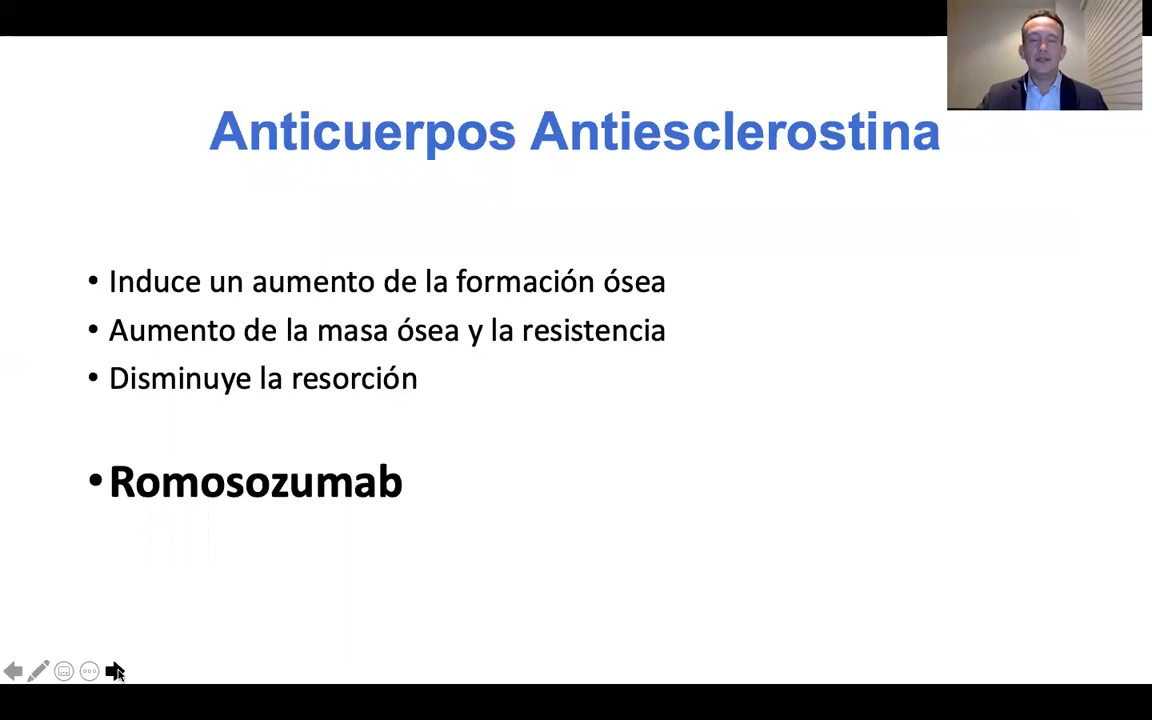 Anticuerpos Antiesclerostina
• Induce un aumento de la formación ósea
• Aumento de la masa ósea y la resistencia
• Disminuye la resorción
• Romosozumab